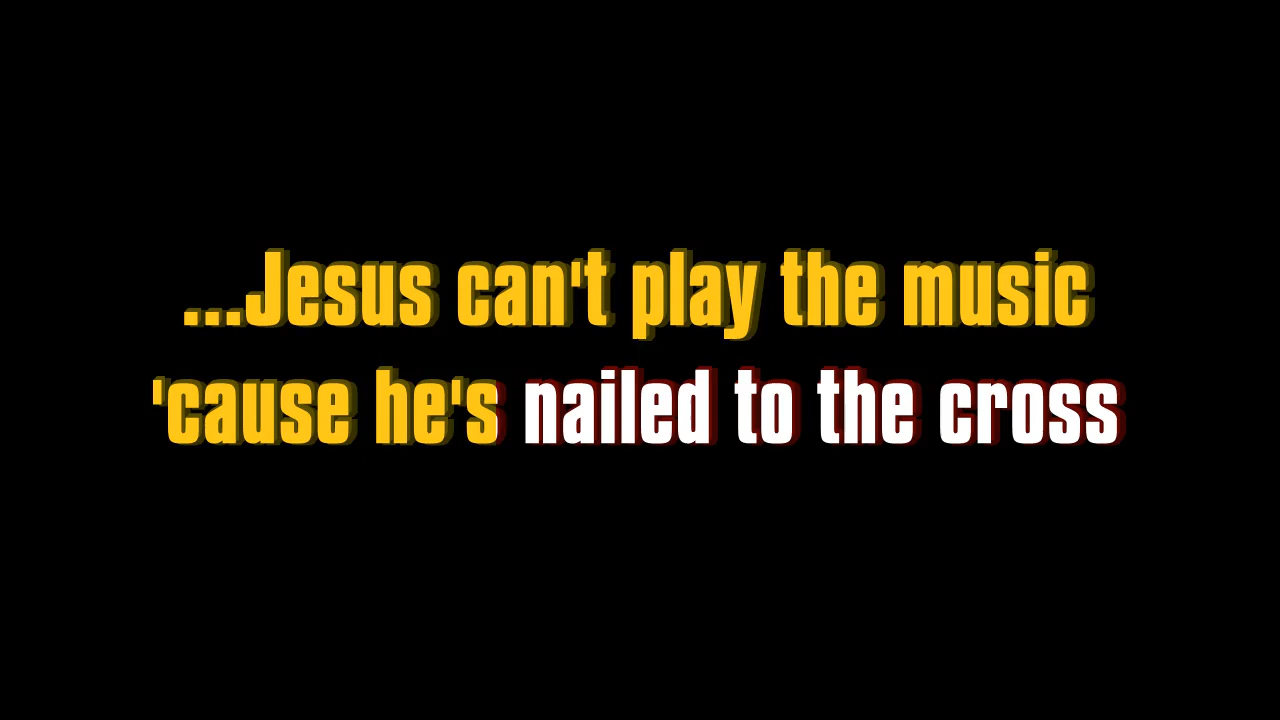 ...Jesus can't play the music
'cause he's nailed to the cross